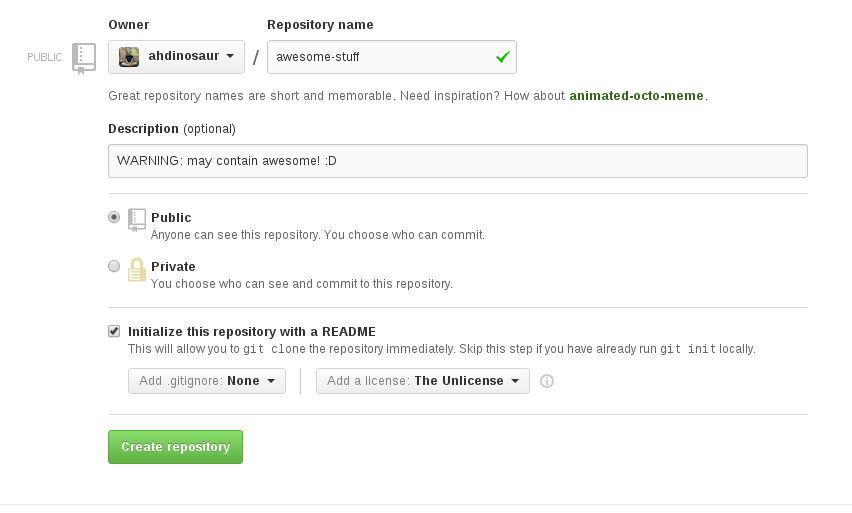 Owner Repository name
PUBLIC ahdinosaur / awesome-stuff
Great repository names are short and memorable. Need inspiration? How about animated-octo-meme.
Description (optional)
WARNING: may contain awesome! :D
Public
Anyone can see this repository. You choose who can commit.
Private
You choose who can see and commit to this repository.
Initialize this repository with a README
This will allow you to git clone the repository immediately. Skip this step if you have already run git init locally.
Add .gitignore: None Add a license: The Unlicense
Create repository